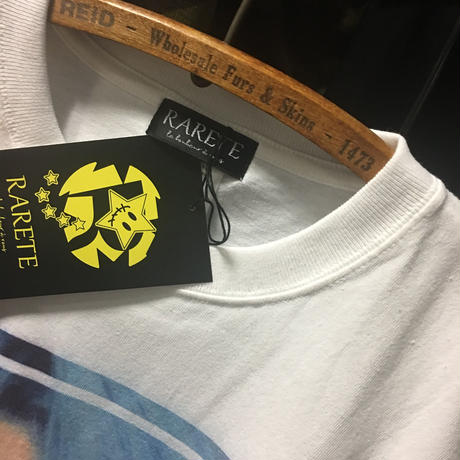 REID - Wholesale Furs & Skins - 1473
RARETE
R
RARETE